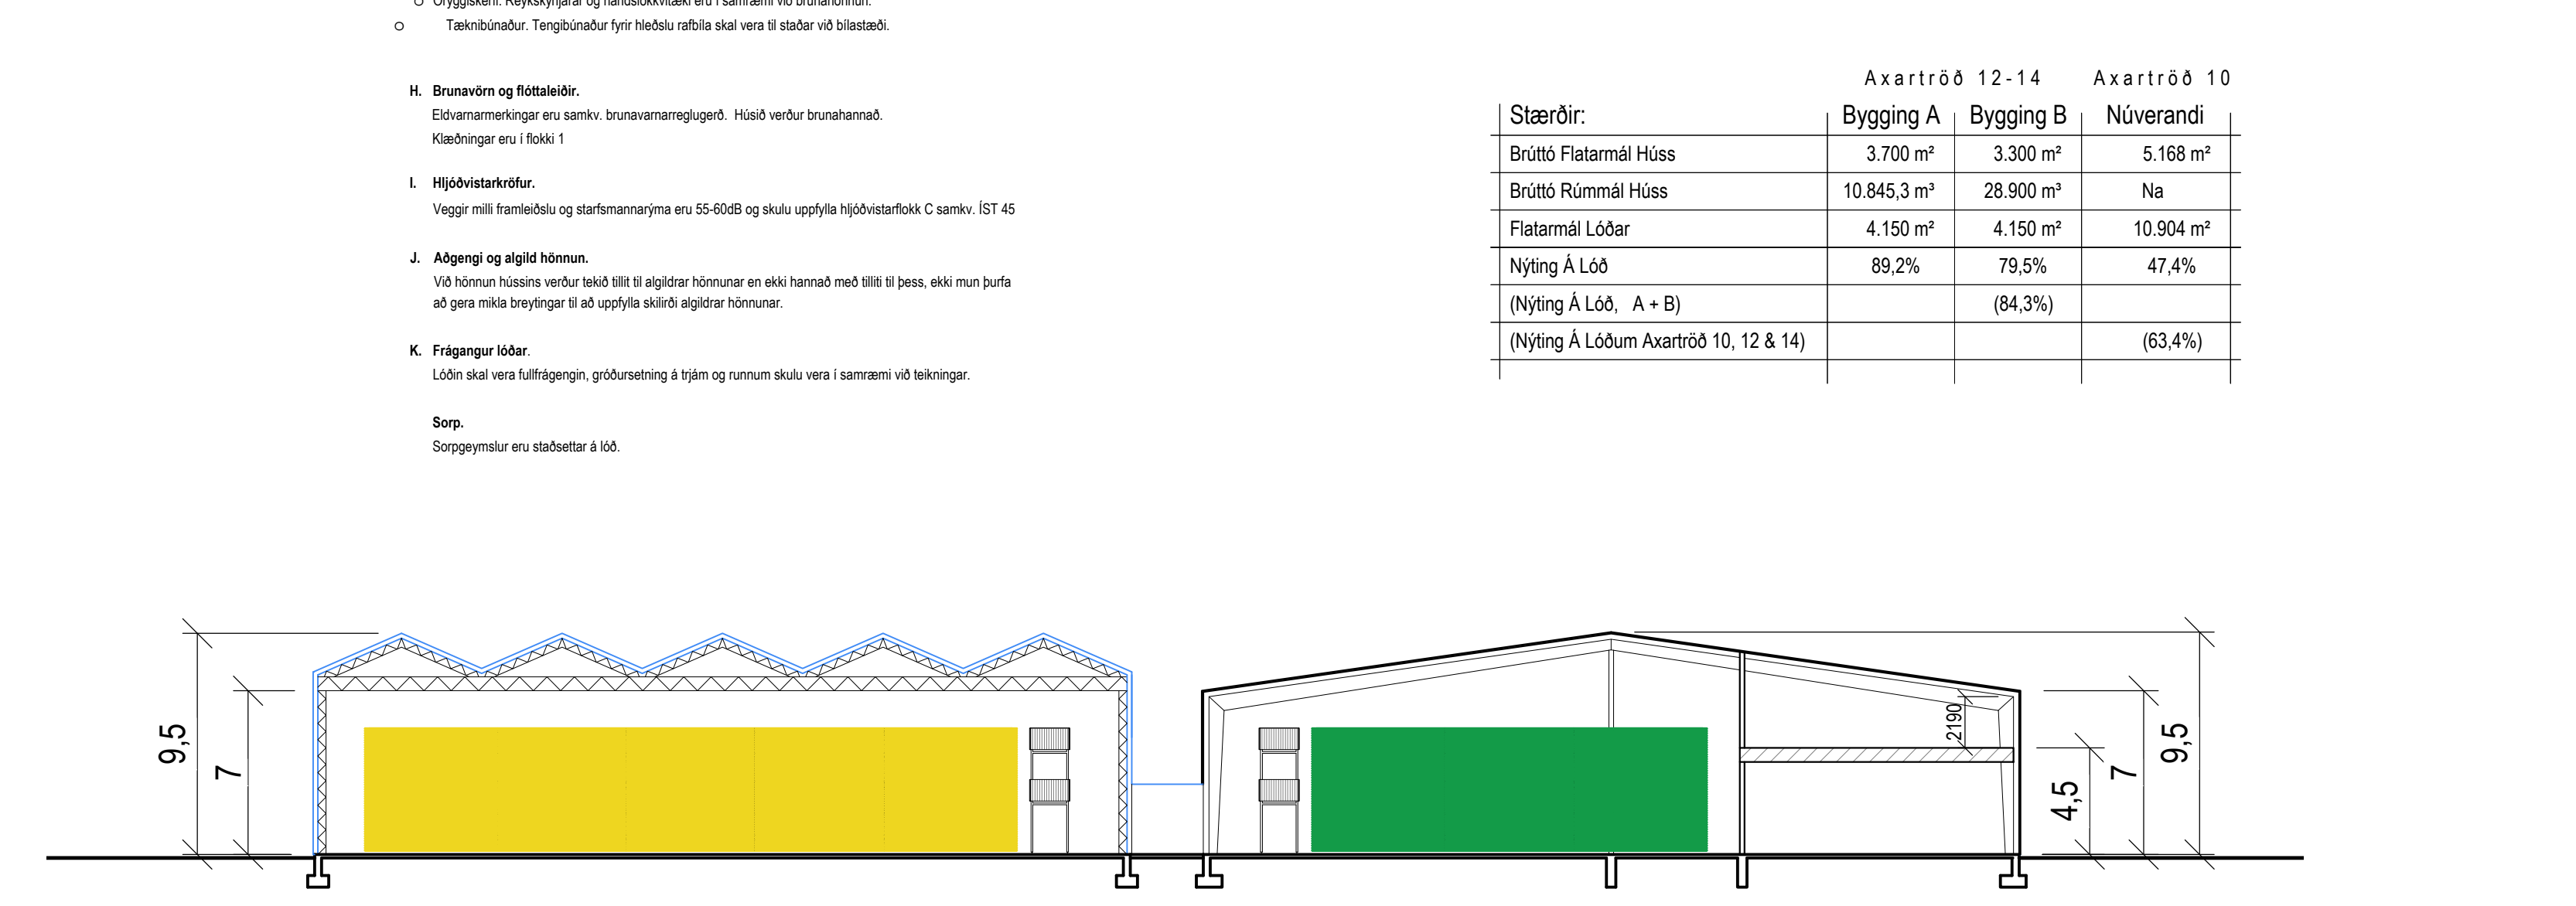 o Öryggiskerfi. Reykskynjarar og handslökkvitæki eru í samræmi við brunahönnun.
o Tæknibúnaður. Tengibúnaður fyrir hleðslu rafbíla skal vera til staðar við bílastæði.
H. Brunavörn og flóttaleiðir.
Eldvarnarmerkingar eru samkv. brunavarnarreglugerð. Húsið verður brunahannað.
Klæðningar eru í flokki 1
I. Hljóðvistarkröfur.
Veggir milli framleiðslu og starfsmannarýma eru 55-60dB og skulu uppfylla hljóðvistarflokk C samkv. ÍST 45
J. Aðgengi og algild hönnun.
Við hönnun hússins verður tekið tillit til algildrar hönnunar en ekki hannað með tilliti til þess, ekki mun þurfa
að gera mikla breytingar til að uppfylla skilirði algildrar hönnunar.
K. Frágangur lóðar.
Lóðin skal vera fullfrágengin, gróðursetning á trjám og runnum skulu vera í samræmi við teikningar.
Sorp.
Sorpgeymslur eru staðsettar á lóð.
Axartröð 12-14 Axartröð 10
Stærðir: Bygging A Bygging B Núverandi
Brúttó Flatarmál Húss 3.700 m² 3.300 m² 5.168 m²
Brúttó Rúmmál Húss 10.845,3 m³ 28.900 m³ Na
Flatarmál Lóðar 4.150 m² 4.150 m² 10.904 m²
Nýting Á Lóð 89,2% 79,5% 47,4%
(Nýting Á Lóð, A + B) (84,3%)
(Nýting Á Lóðum Axartröð 10, 12 & 14) (63,4%)
9,5
7
2190
4,5
7
9,5